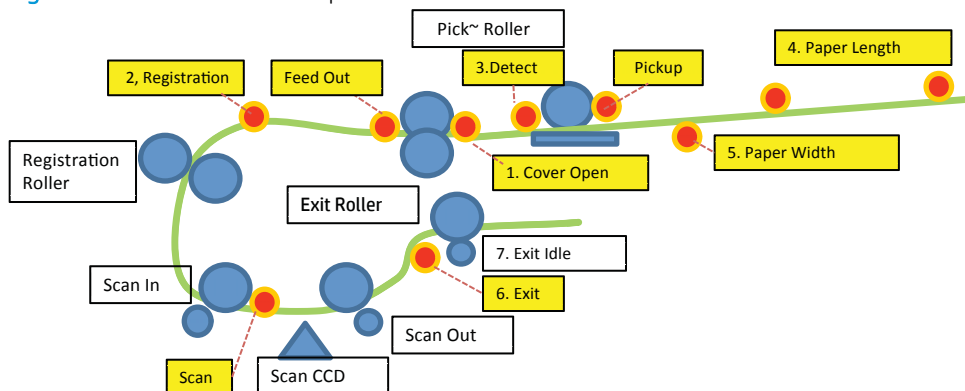 Pick~ Roller
4. Paper Length
2, Registration
Feed Out
3.Detect
Pickup
Registration
Roller
1. Cover Open
5. Paper Width
Exit Roller
7. Exit Idle
Scan In
6. Exit
Scan Out
Scan
Scan CCD